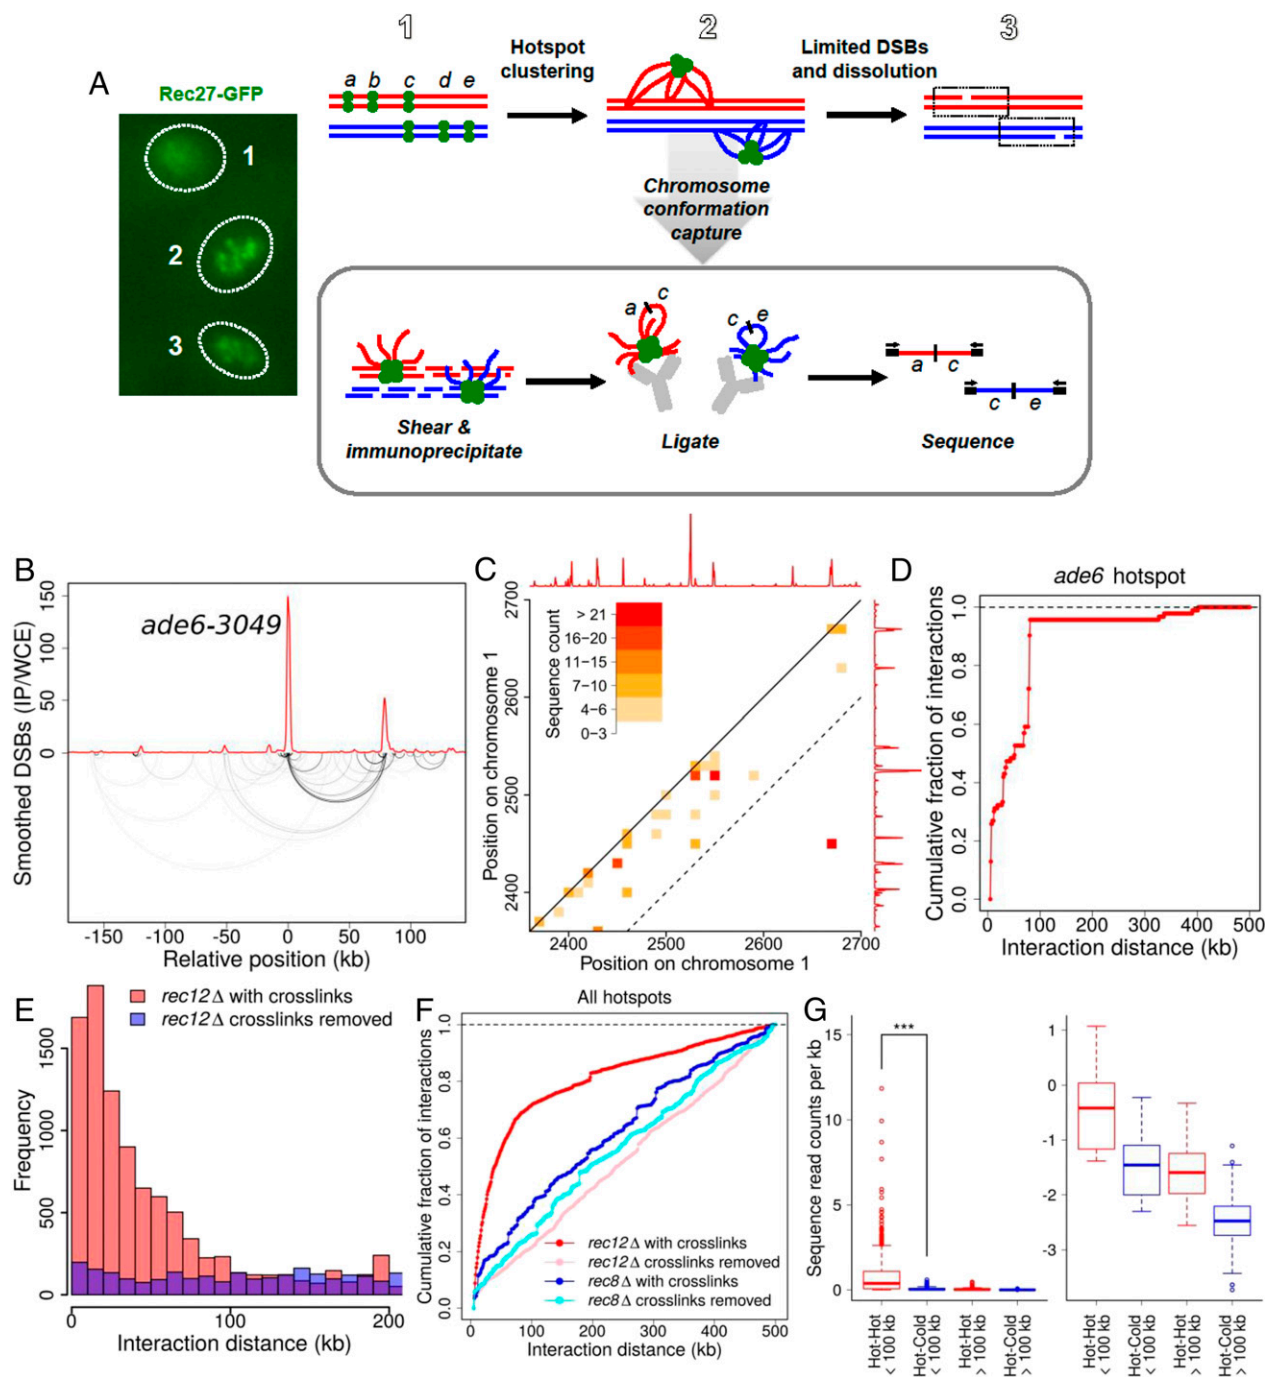 A
Rec27-GFP
1
2
3
1
Hotspot
clustering
2
Limited DSBs
and dissolution
3
a b c d e
Chromosome
conformation
capture
a c
c e
a c
c e
Shear &
immunoprecipitate
Ligate
Sequence
B
ade6-3049
Smoothed DSBs (IP/WCE)
150
100
50
0
-150 -100 -50 0 50 100
Relative position (kb)
C
Sequence count
> 21
16-20
11-15
7-10
4-6
0-3
Position on chromosome 1
2700
2600
2500
2400
2400 2500 2600 2700
Position on chromosome 1
D
ade6 hotspot
Cumulative fraction of interactions
1.0
0.8
0.6
0.4
0.2
0.0
0 100 200 300 400 500
Interaction distance (kb)
E
rec12Δ with crosslinks
rec12Δ crosslinks removed
Frequency
1500
1000
500
0
0 100 200
Interaction distance (kb)
F
All hotspots
Cumulative fraction of interactions
1.0
0.8
0.6
0.4
0.2
0.0
rec12Δ with crosslinks
rec12Δ crosslinks removed
rec8Δ with crosslinks
rec8Δ crosslinks removed
0 100 200 300 400 500
Interaction distance (kb)
G
Sequence read counts per kb
15
10
5
0
***
Hot-Hot
< 100 kb
Hot-Cold
< 100 kb
Hot-Hot
> 100 kb
Hot-Cold
> 100 kb
1
0
-1
-2
-3
Hot-Hot
< 100 kb
Hot-Cold
< 100 kb
Hot-Hot
> 100 kb
Hot-Cold
> 100 kb